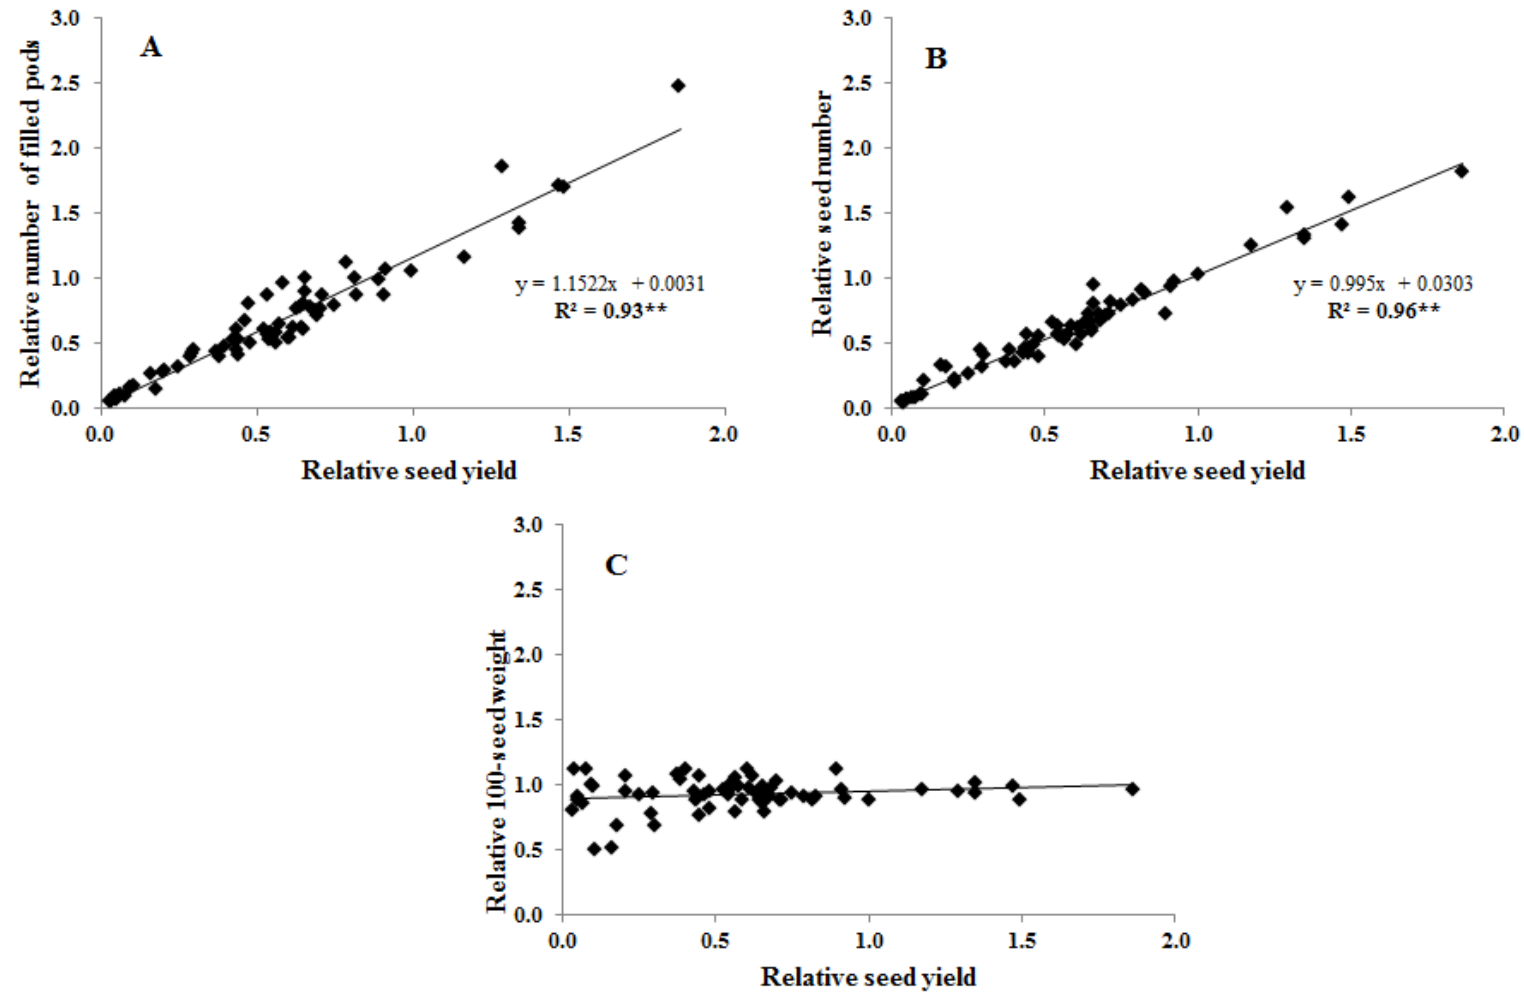 A
Relative number of filled pods
3.0
2.5
2.0
1.5
1.0
0.5
0.0
y = 1.1522x + 0.0031
R² = 0.93**
0.0 0.5 1.0 1.5 2.0
Relative seed yield
B
Relative seed number
3.0
2.5
2.0
1.5
1.0
0.5
0.0
y = 0.995x + 0.0303
R² = 0.96**
0.0 0.5 1.0 1.5 2.0
Relative seed yield
C
Relative 100-seed weight
3.0
2.5
2.0
1.5
1.0
0.5
0.0
0.0 0.5 1.0 1.5 2.0
Relative seed yield